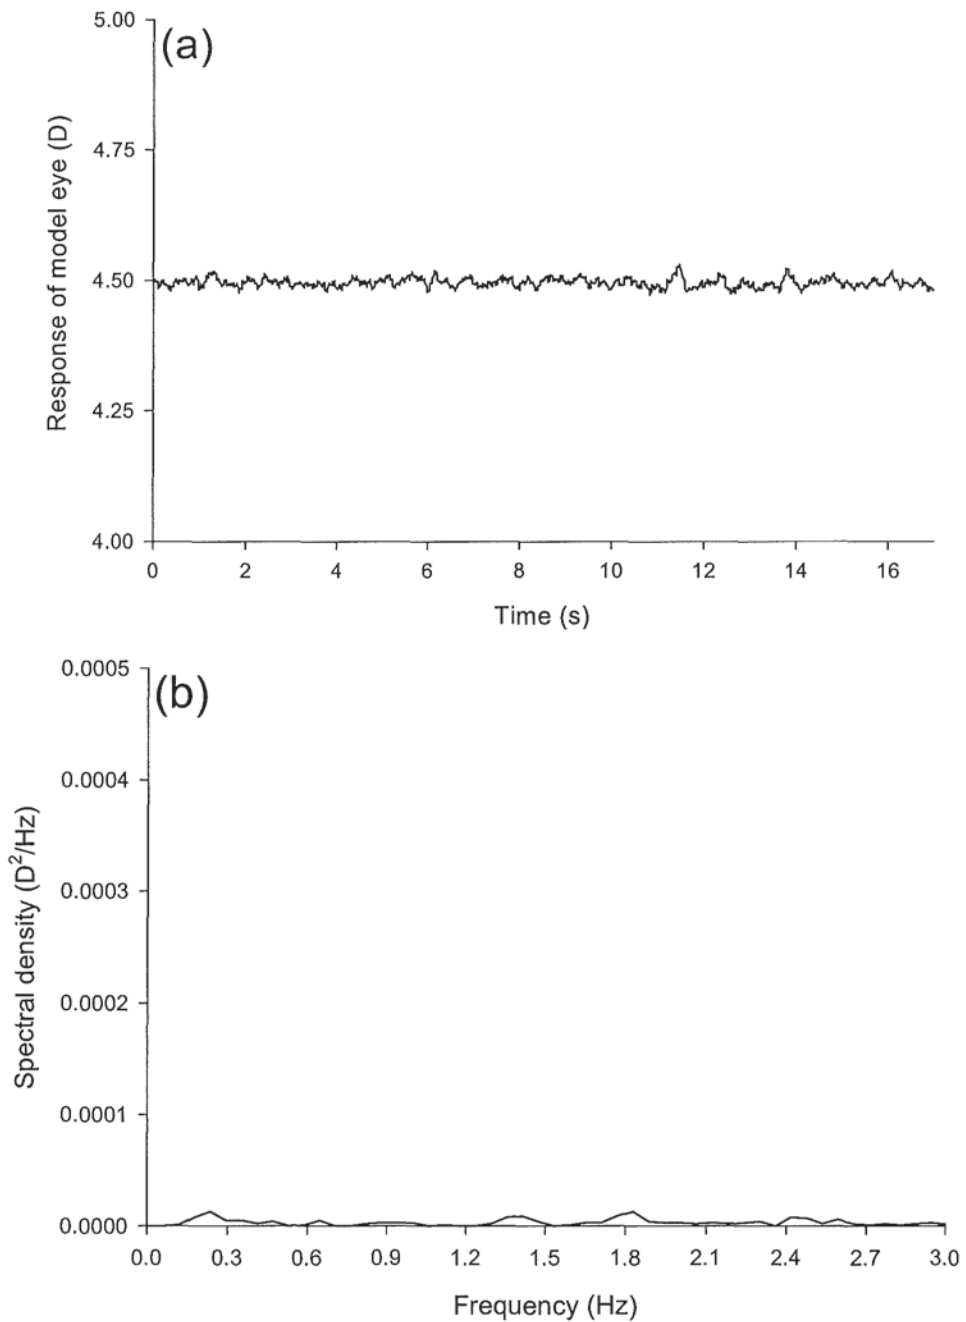 (a)
Response of model eye (D)
5.00
4.75
4.50
4.25
4.00
0 2 4 6 8 10 12 14 16
Time (s)
(b)
Spectral density (D²/Hz)
0.0005
0.0004
0.0003
0.0002
0.0001
0.0000
0.0 0.3 0.6 0.9 1.2 1.5 1.8 2.1 2.4 2.7 3.0
Frequency (Hz)